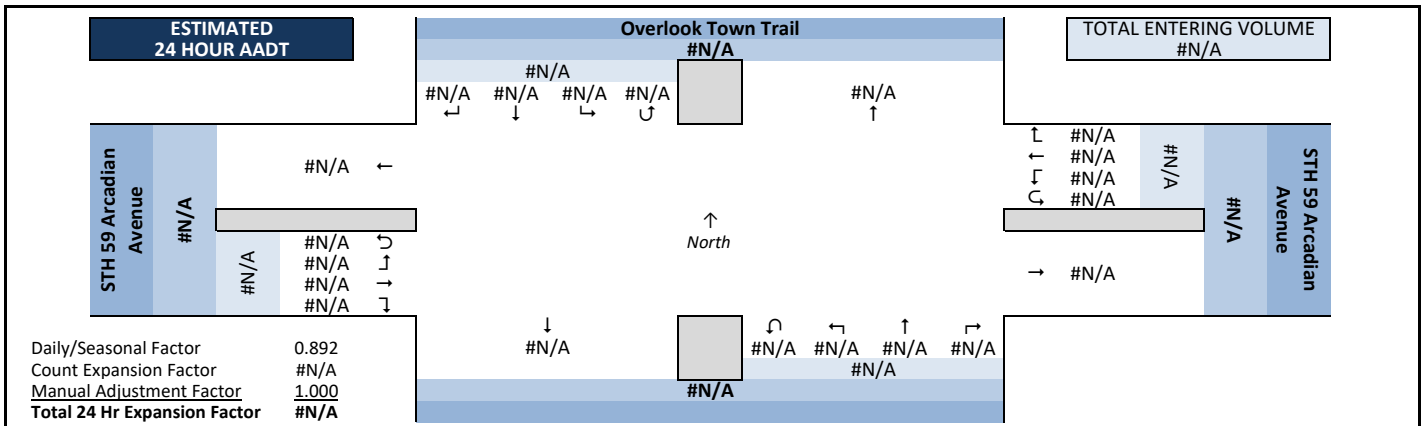 ESTIMATED
24 HOUR AADT
Overlook Town Trail
#N/A
TOTAL ENTERING VOLUME
#N/A
#N/A
#N/A #N/A #N/A #N/A
↵ ↓ ↳ ↺
#N/A
↑
STH 59 Arcadian
Avenue
#N/A
#N/A ←
#N/A
#N/A ⮌
#N/A ⮥
#N/A →
#N/A ⮧
↑
North
↰ #N/A
← #N/A
↲ #N/A
⮎ #N/A
#N/A
#N/A
STH 59 Arcadian
Avenue
→ #N/A
↓
#N/A
⮏ ↰ ↑ ↱
#N/A #N/A #N/A #N/A
#N/A
#N/A
Daily/Seasonal Factor 0.892
Count Expansion Factor #N/A
Manual Adjustment Factor 1.000
Total 24 Hr Expansion Factor #N/A